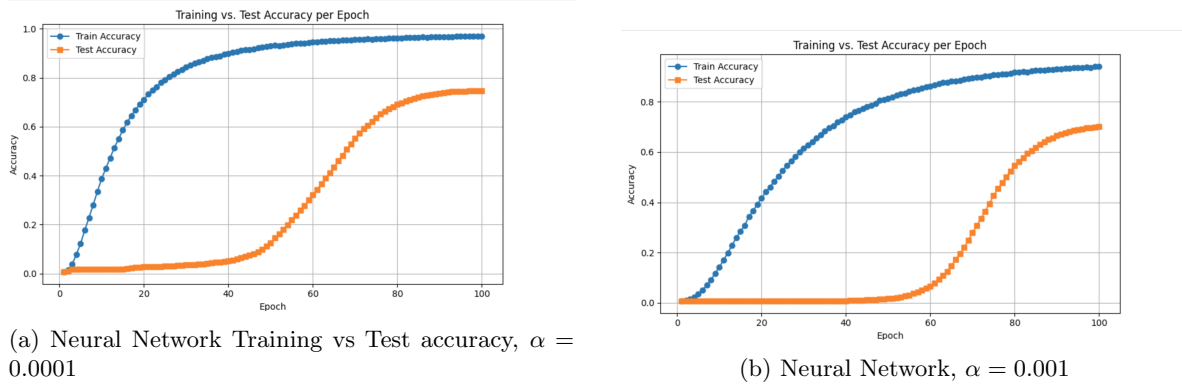 Training vs. Test Accuracy per Epoch
Train Accuracy
Test Accuracy
1.0
0.8
0.6
0.4
0.2
0.0
Accuracy
0 20 40 60 80 100
Epoch
(a) Neural Network Training vs Test accuracy, α =
0.0001
Training vs. Test Accuracy per Epoch
Train Accuracy
Test Accuracy
0.8
0.6
0.4
0.2
0.0
Accuracy
0 20 40 60 80 100
Epoch
(b) Neural Network, α = 0.001